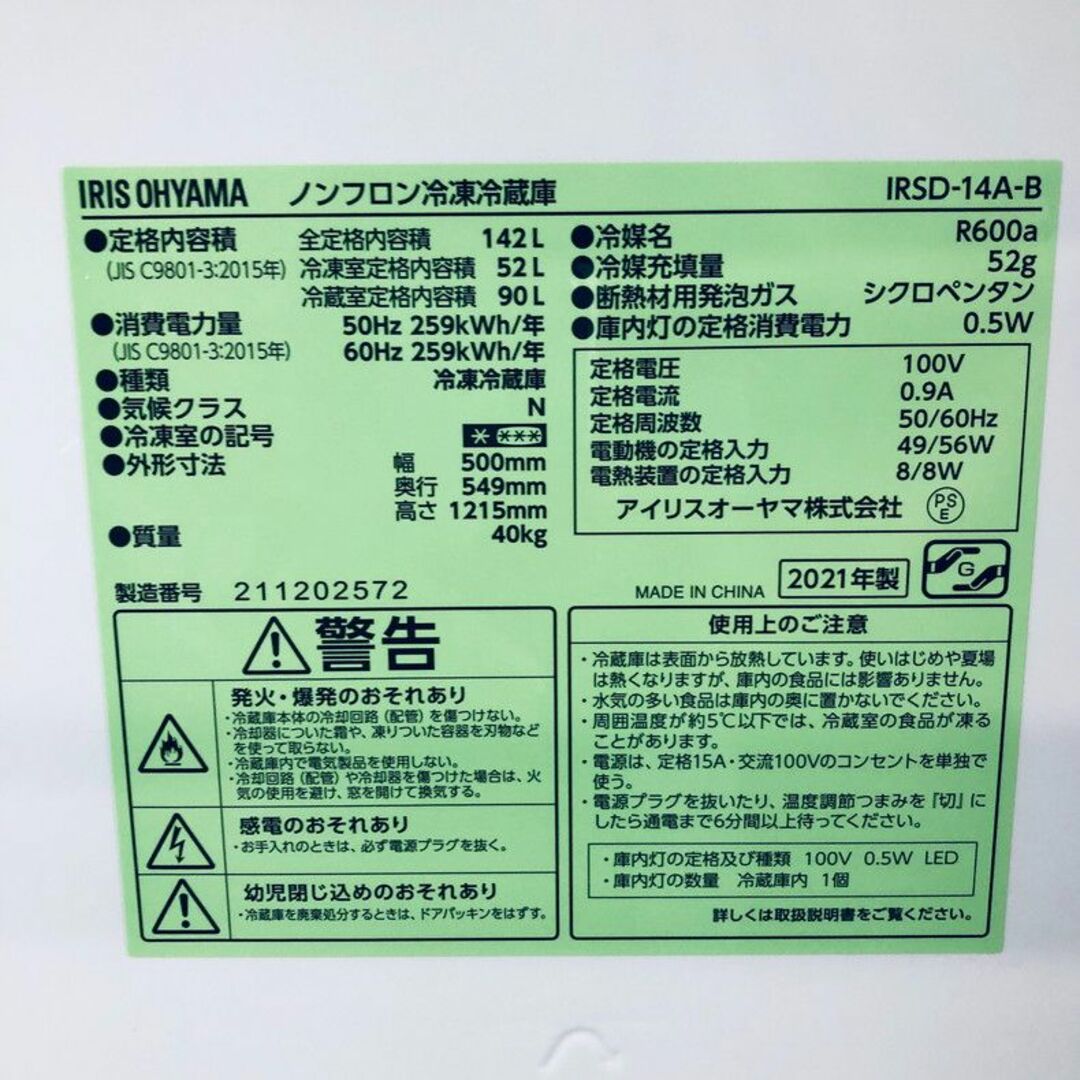 IRIS OHYAMA ノンフロン冷凍冷蔵庫 IRSD-14A-B
●定格内容積 全定格内容積 142L
(JIS C9801-3:2015年) 冷凍室定格内容積 52L
冷蔵室定格内容積 90L
●消費電力量 50Hz 259kWh/年
(JIS C9801-3:2015年) 60Hz 259kWh/年
●種類 冷凍冷蔵庫
●気候クラス N
●冷凍室の記号 * ***
●外形寸法 幅 500mm
奥行 549mm
高さ 1215mm
●質量 40kg
●冷媒名 R600a
●冷媒充填量 52g
●断熱材用発泡ガス シクロペンタン
●庫内灯の定格消費電力 0.5W
定格電圧 100V
定格電流 0.9A
定格周波数 50/60Hz
電動機の定格入力 49/56W
電熱装置の定格入力 8/8W
アイリスオーヤマ株式会社 PSE
製造番号 211202572
MADE IN CHINA 2021年製 G
警告
発火・爆発のおそれあり
・冷蔵庫本体の冷却回路(配管)を傷つけない。
・冷却器についた霜や、凍りついた容器を刃物など
を使って取らない。
・冷蔵庫内で電気製品を使用しない。
・冷却回路(配管)や冷却器を傷つけた場合は、火
気の使用を避け、窓を開けて換気する。
感電のおそれあり
・お手入れのときは、必ず電源プラグを抜く。
幼児閉じ込めのおそれあり
・冷蔵庫を廃棄処分するときは、ドアパッキンをはずす。
使用上のご注意
・冷蔵庫は表面から放熱しています。使いはじめや夏場
は熱くなりますが、庫内の食品には影響ありません。
・水気の多い食品は庫内の奥に置かないでください。
・周囲温度が約5℃以下では、冷蔵室の食品が凍る
ことがあります。
・電源は、定格15A・交流100Vのコンセントを単独で
使う。
・電源プラグを抜いたり、温度調節つまみを『切』に
したら通電まで6分間以上待ってください。
・庫内灯の定格及び種類 100V 0.5W LED
・庫内灯の数量 冷蔵庫内 1個
詳しくは取扱説明書をご覧ください。